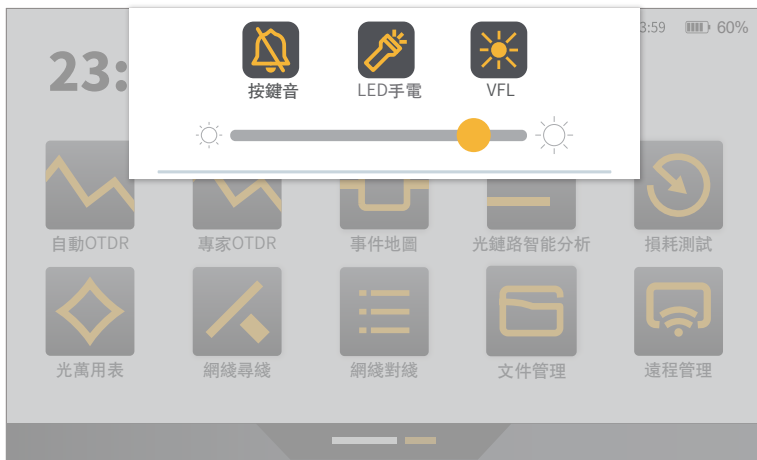 3:59 60%
23:
按鍵音 LED手電 VFL
自動OTDR 專家OTDR 事件地圖 光鏈路智能分析 損耗測試
光萬用表 網綫尋綫 網綫對綫 文件管理 遠程管理